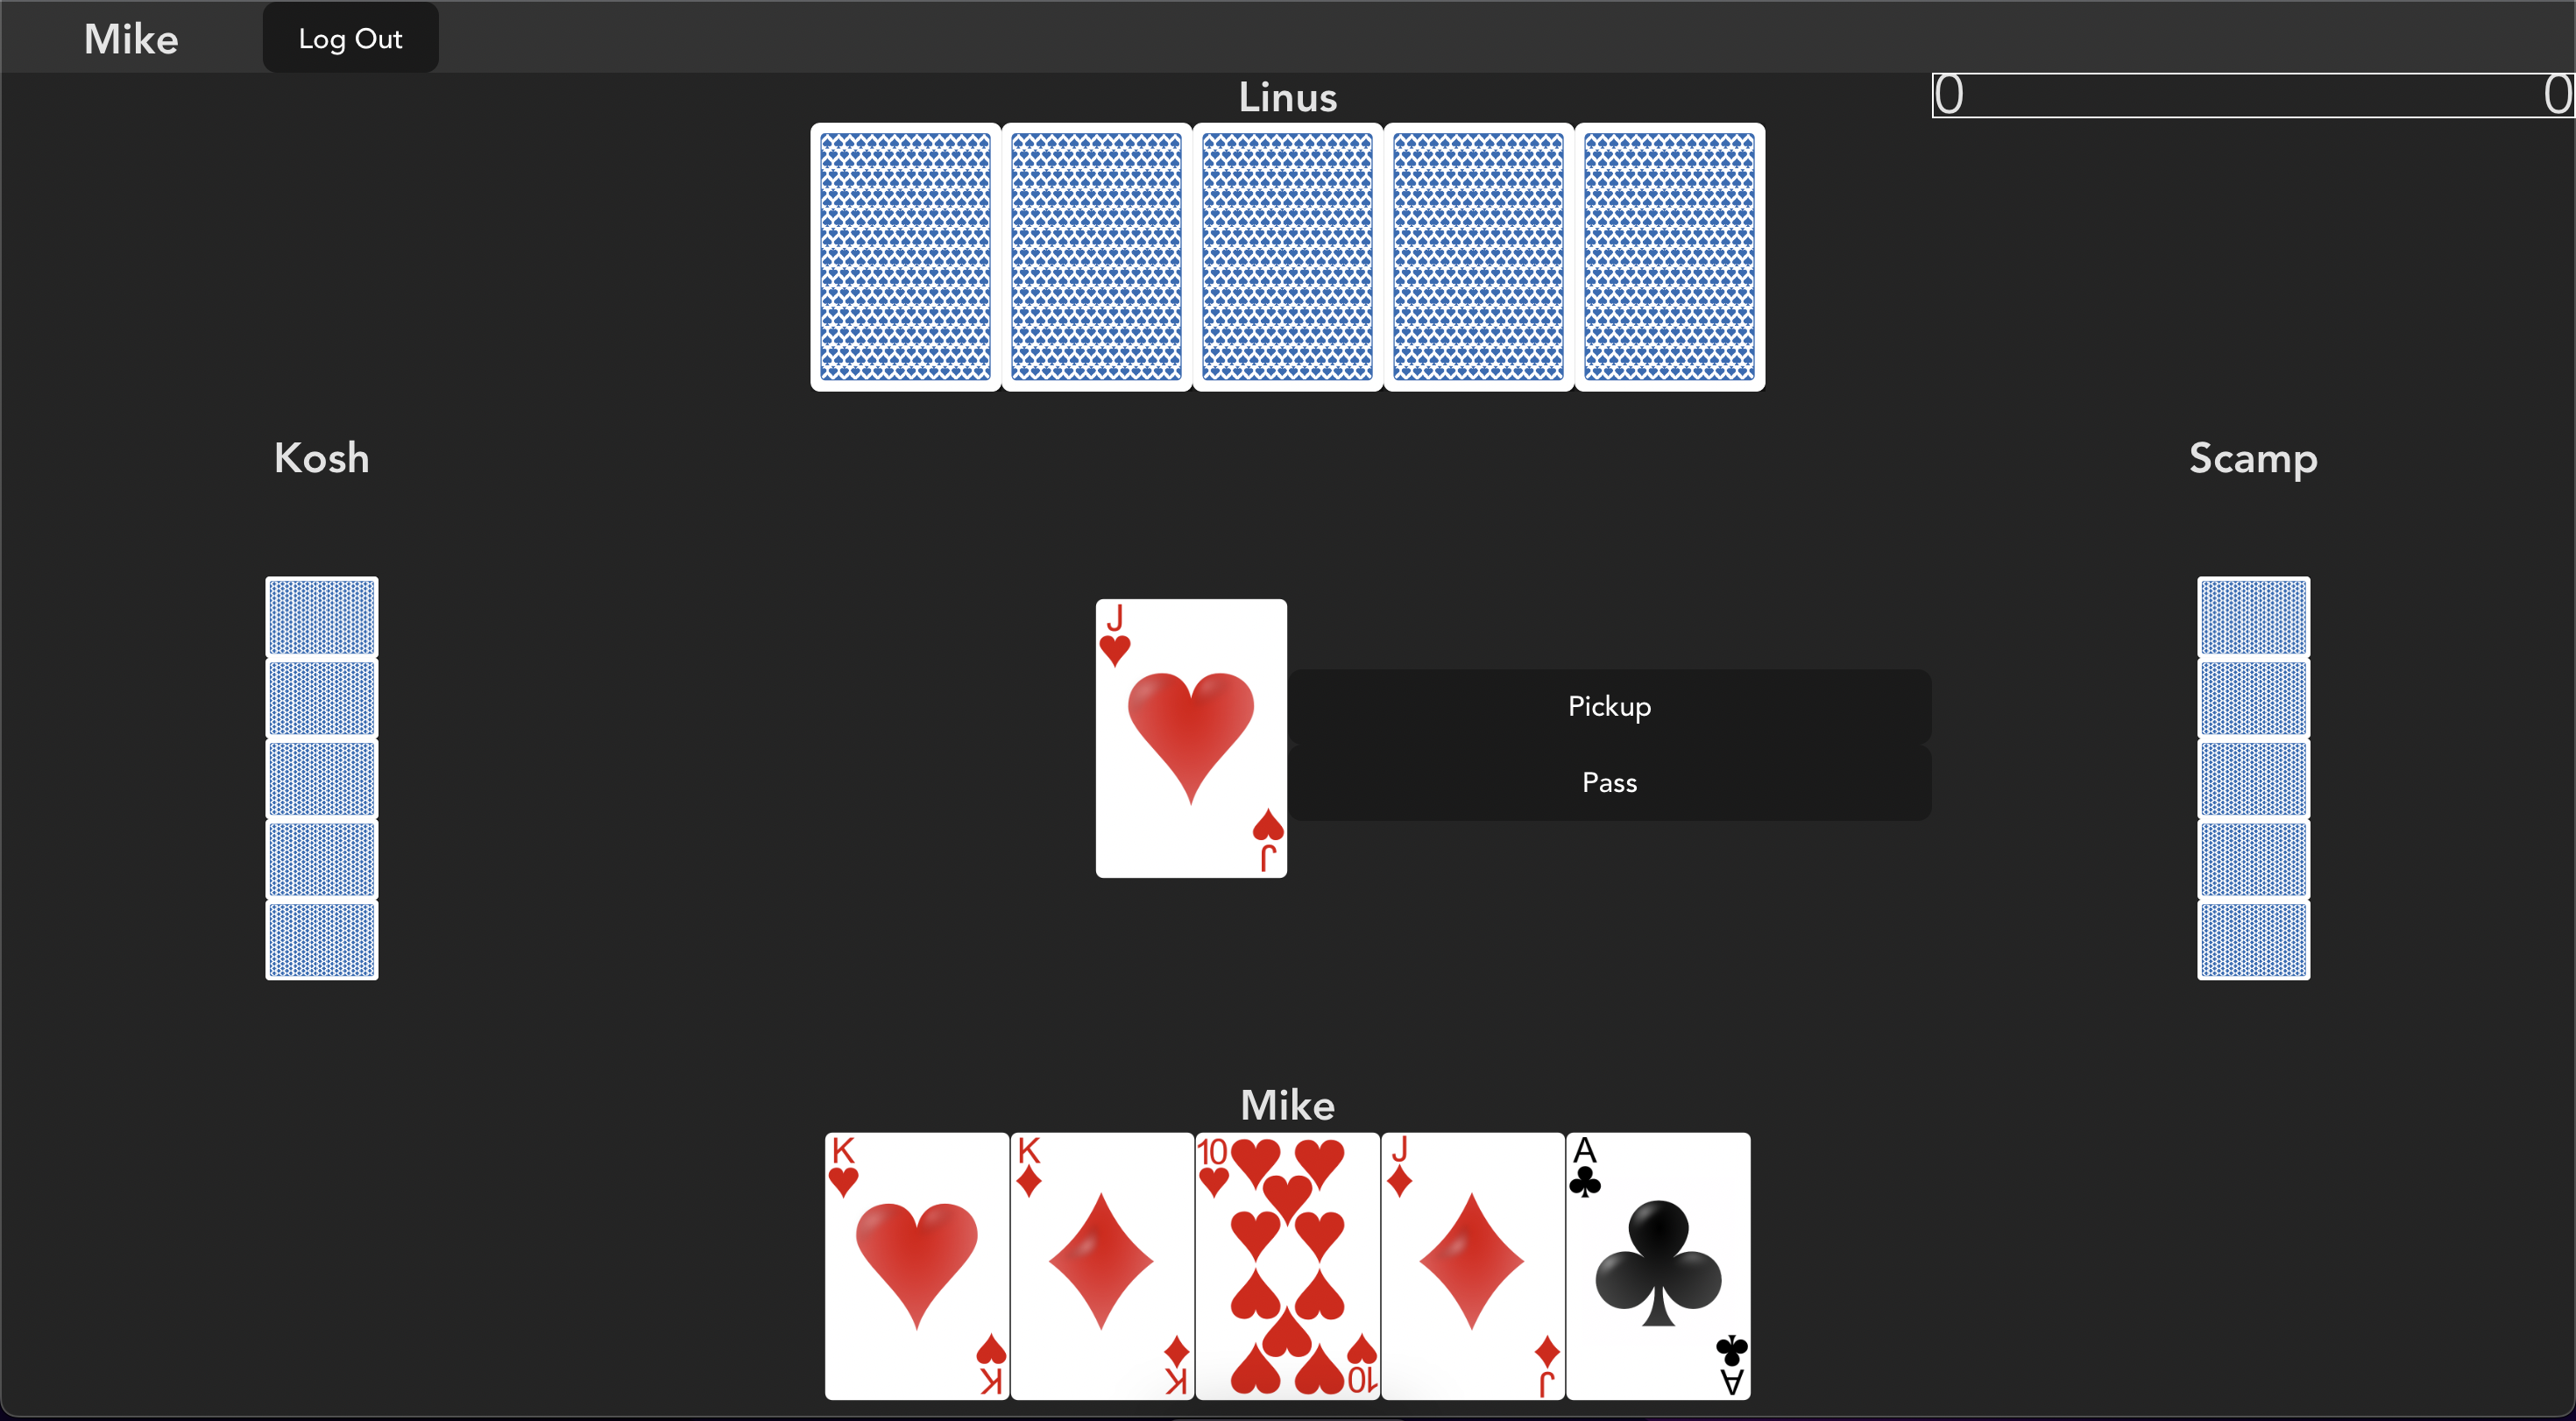 Mike Log Out
Linus
0 0
Kosh
Scamp
J
J
Pickup
Pass
Mike
K K 10 J A
K K 10 J A